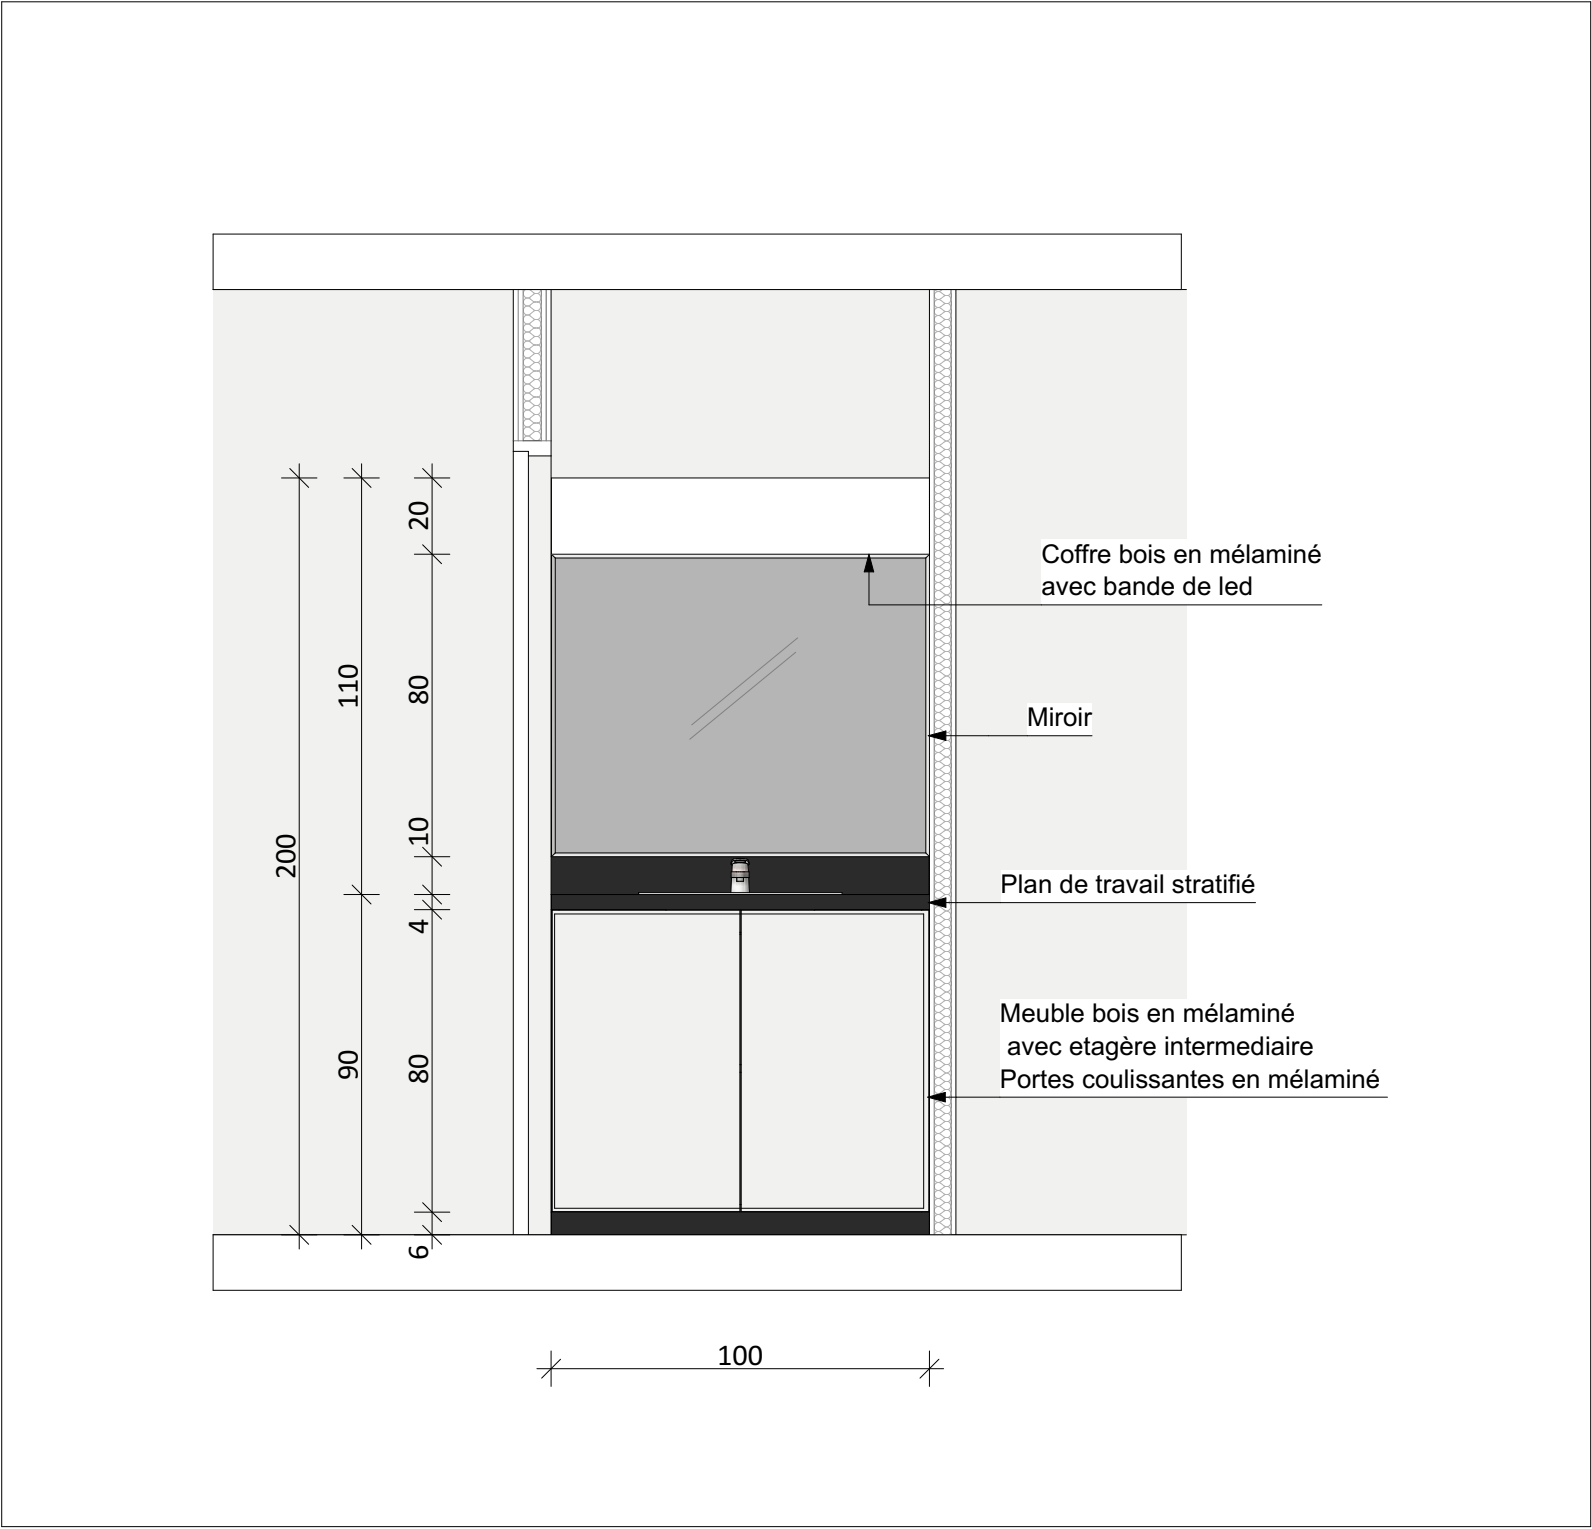 20
Coffre bois en mélaminé
avec bande de led
110
80
Miroir
200
10
Plan de travail stratifié
4
Meuble bois en mélaminé
avec etagère intermediaire
Portes coulissantes en mélaminé
90
80
6
100